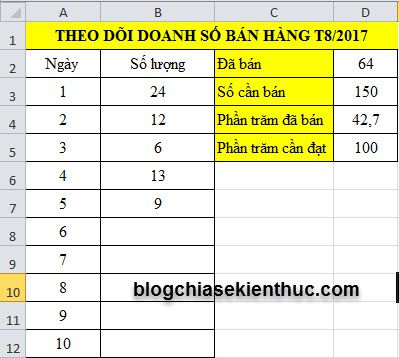 A B C D
1 THEO DÕI DOANH SỐ BÁN HÀNG T8/2017
2 Ngày Số lượng Đã bán 64
3 1 24 Số cần bán 150
4 2 12 Phần trăm đã bán 42,7
5 3 6 Phần trăm cần đạt 100
6 4 13
7 5 9
8 6
9 7
10 8 blogchiasekienthuc.com
11 9
12 10